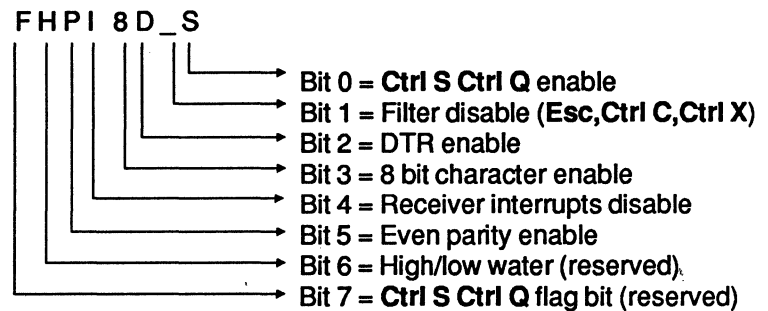 FHPI 8D_S
Bit 0 = Ctrl S Ctrl Q enable
Bit 1 = Filter disable (Esc,Ctrl C,Ctrl X)
Bit 2 = DTR enable
Bit 3 = 8 bit character enable
Bit 4 = Receiver interrupts disable
Bit 5 = Even parity enable
Bit 6 = High/low water (reserved)
Bit 7 = Ctrl S Ctrl Q flag bit (reserved)